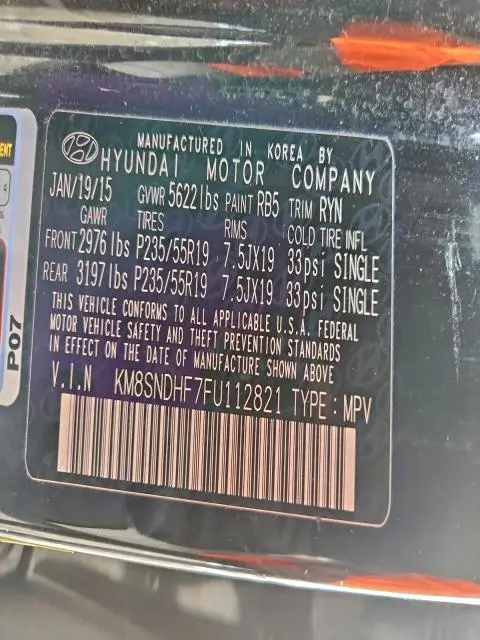 MANUFACTURED IN KOREA BY
HYUNDAI MOTOR COMPANY
JAN/19/15 GVWR 5622lbs PAINT RB5 TRIM RYN
GAWR TIRES RIMS COLD TIRE INFL
FRONT 2976 lbs P235/55R19 7.5JX19 33psi SINGLE
REAR 3197 lbs P235/55R19 7.5JX19 33psi SINGLE
THIS VEHICLE CONFORMS TO ALL APPLICABLE U.S.A. FEDERAL
MOTOR VEHICLE SAFETY AND THEFT PREVENTION STANDARDS
IN EFFECT ON THE DATE OF MANUFACTURE SHOWN ABOVE
V.I.N KM8SNDHF7FU112821 TYPE : MPV
4
P07